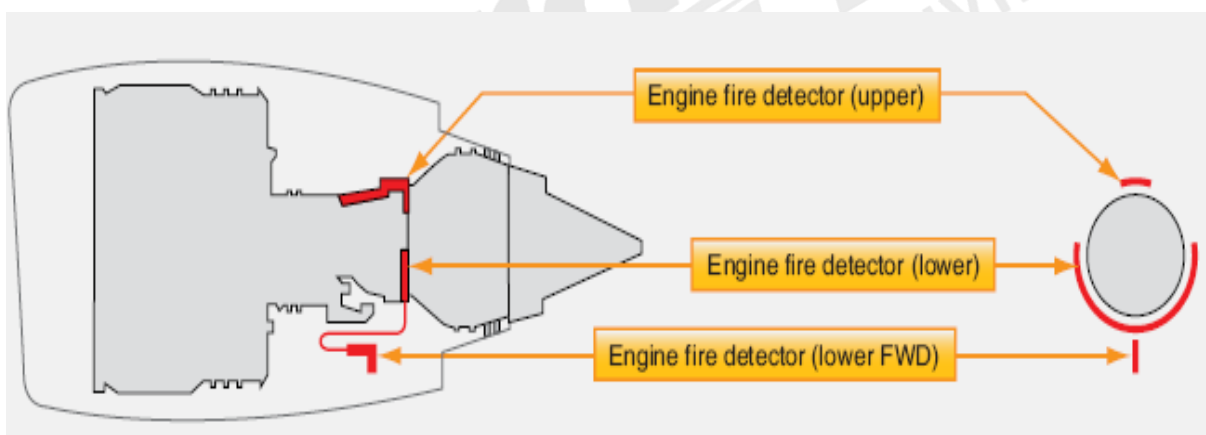 Engine fire detector (upper)
Engine fire detector (lower)
Engine fire detector (lower FWD)